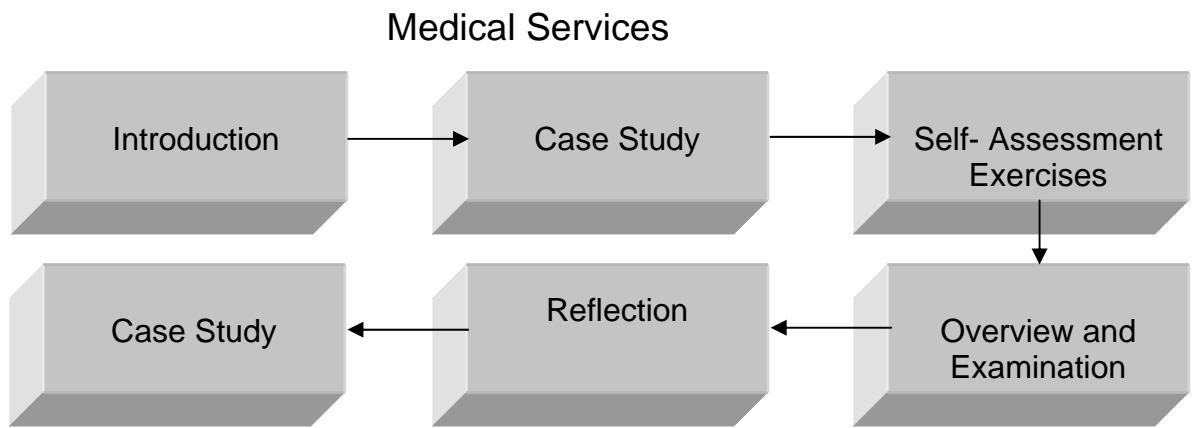 Medical Services
Introduction
Case Study
Self- Assessment
Exercises
Overview and
Examination
Reflection
Case Study